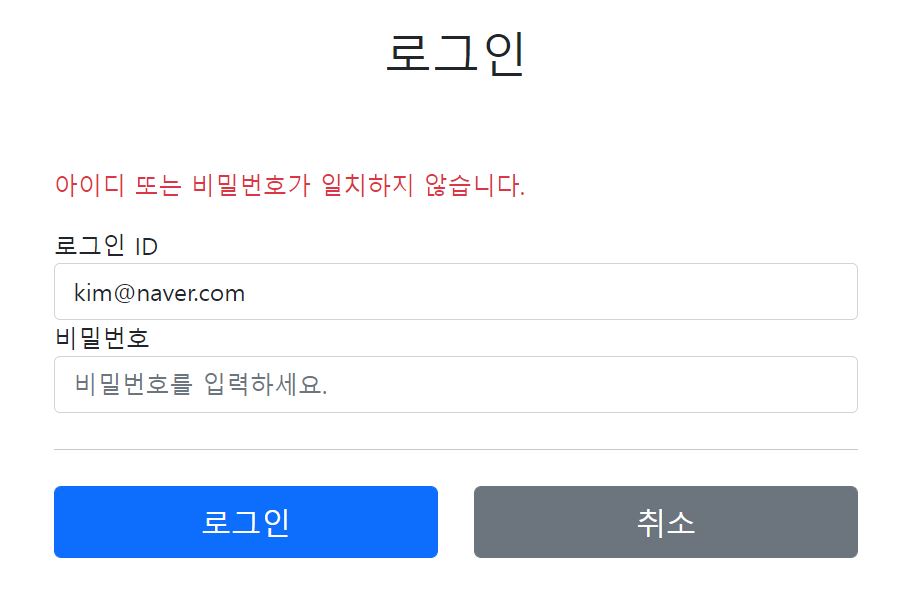 로그인
아이디 또는 비밀번호가 일치하지 않습니다.
로그인 ID
kim@naver.com
비밀번호
비밀번호를 입력하세요.
로그인
취소